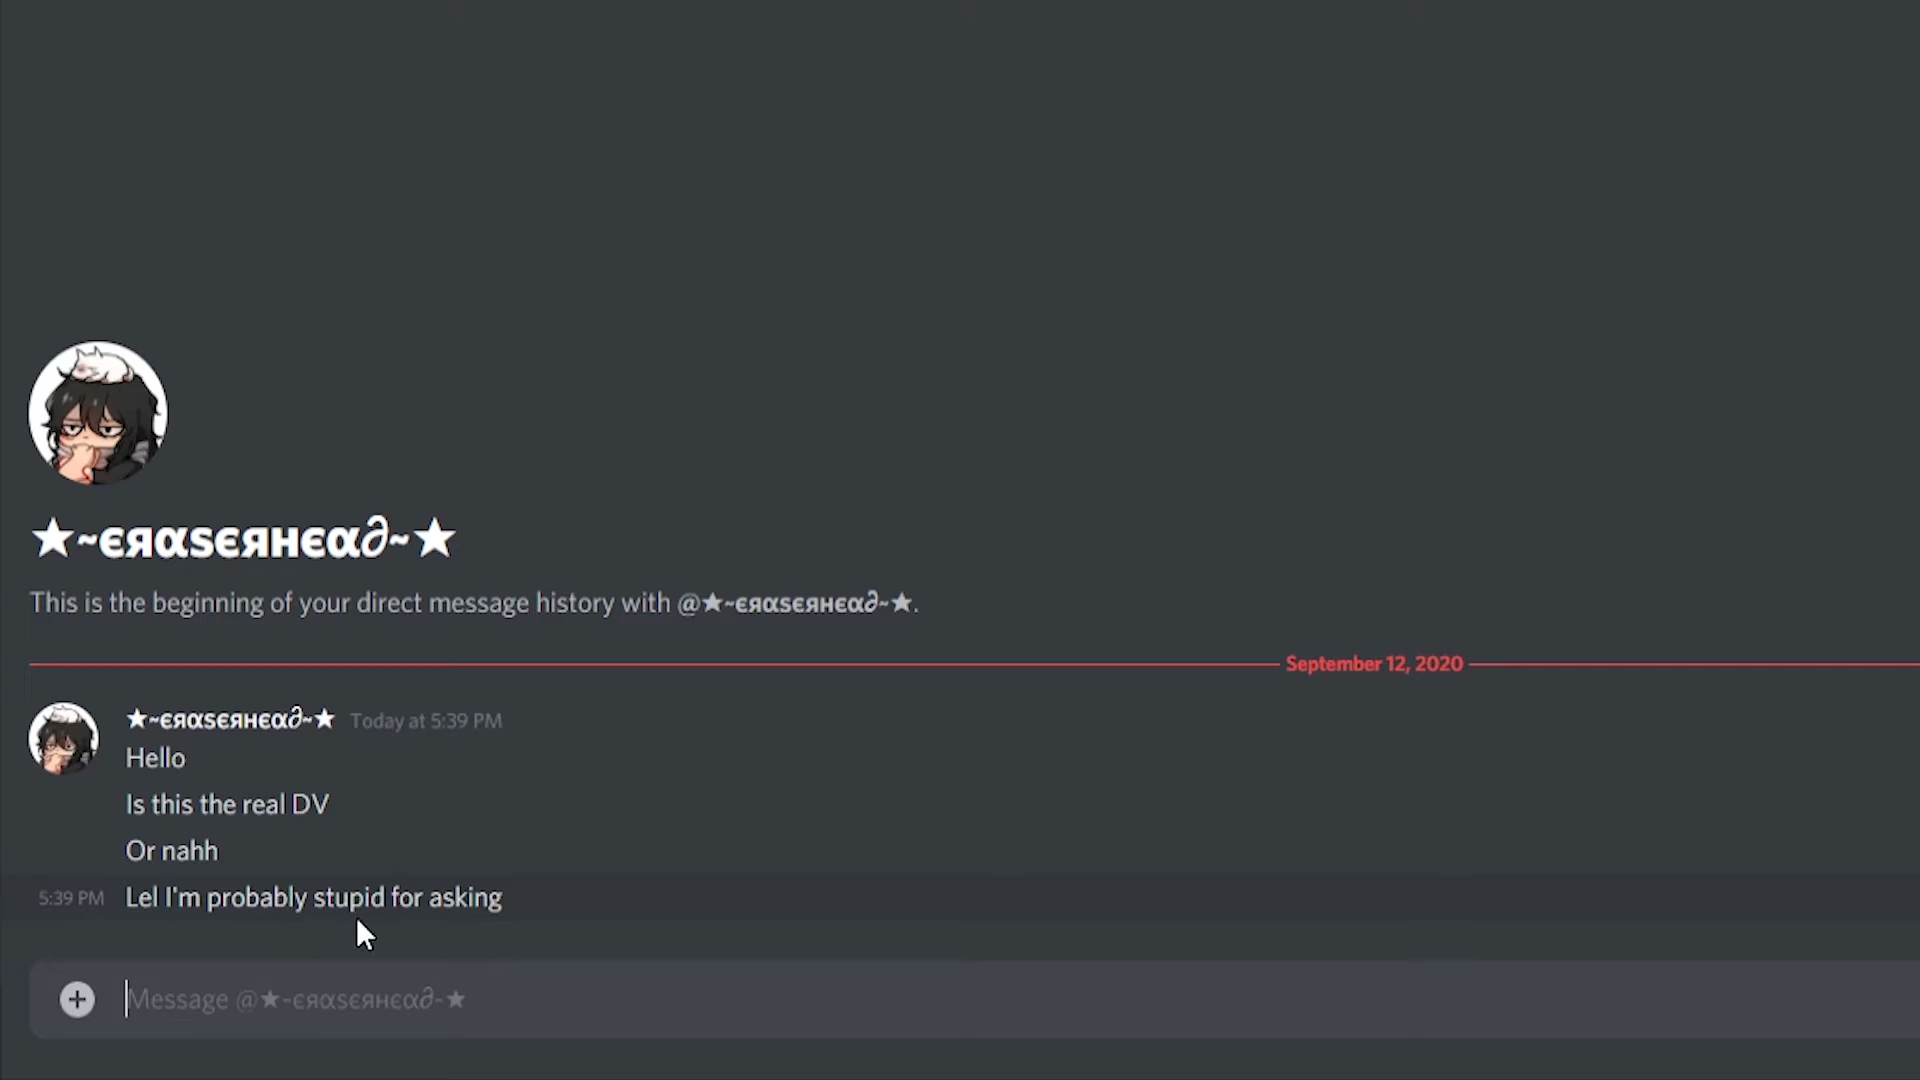 ★~єяαѕєянєα∂~★
This is the beginning of your direct message history with @★~єяαѕєянєα∂~★.
September 12, 2020
★~єяαѕєянєα∂~★ Today at 5:39 PM
Hello
Is this the real DV
Or nahh
5:39 PM Lel I'm probably stupid for asking
Message @★~єяαѕєянєα∂~★